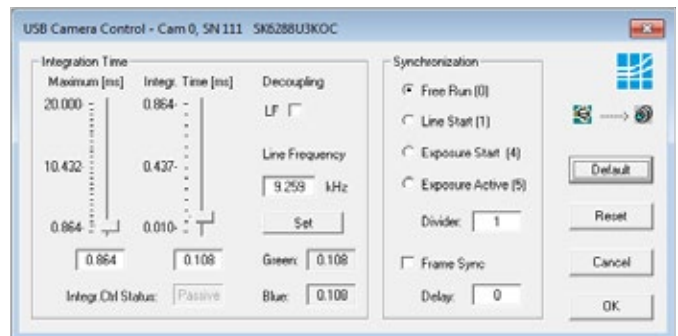 USB Camera Control - Cam 0, SN 111 SK6288U3KOC
Integration Time
Maximum [ms] Integr. Time [ms] Decoupling
20.000- 0.864- LF
10.432- 0.437- Line Frequency
9.259 kHz
0.864- 0.010- Set
0.864 0.108 Green: 0.108
Integr.Ctrl Status: Passive Blue: 0.108
Synchronization
Free Run (0)
Line Start (1)
Exposure Start (4)
Exposure Active (5)
Divider: 1
Frame Sync
Delay: 0
Default
Reset
Cancel
OK